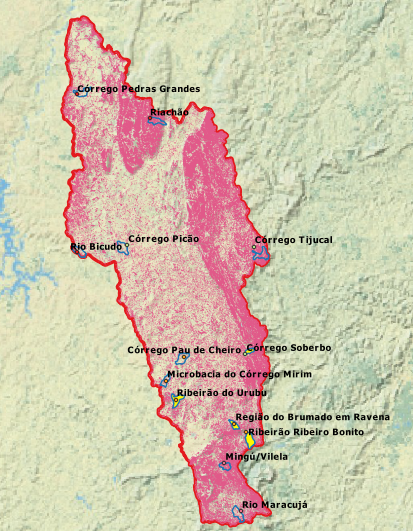 Córrego Pedras Grandes
Riachão
Córrego Picão
Córrego Tijucal
Rio Bicudo
Córrego Soberbo
Córrego Pau de Cheiro
Microbacia do Córrego Mirim
Ribeirão do Urubu
Região do Brumado em Ravena
Ribeirão Ribeiro Bonito
Mingú/Vilela
Rio Maracujá